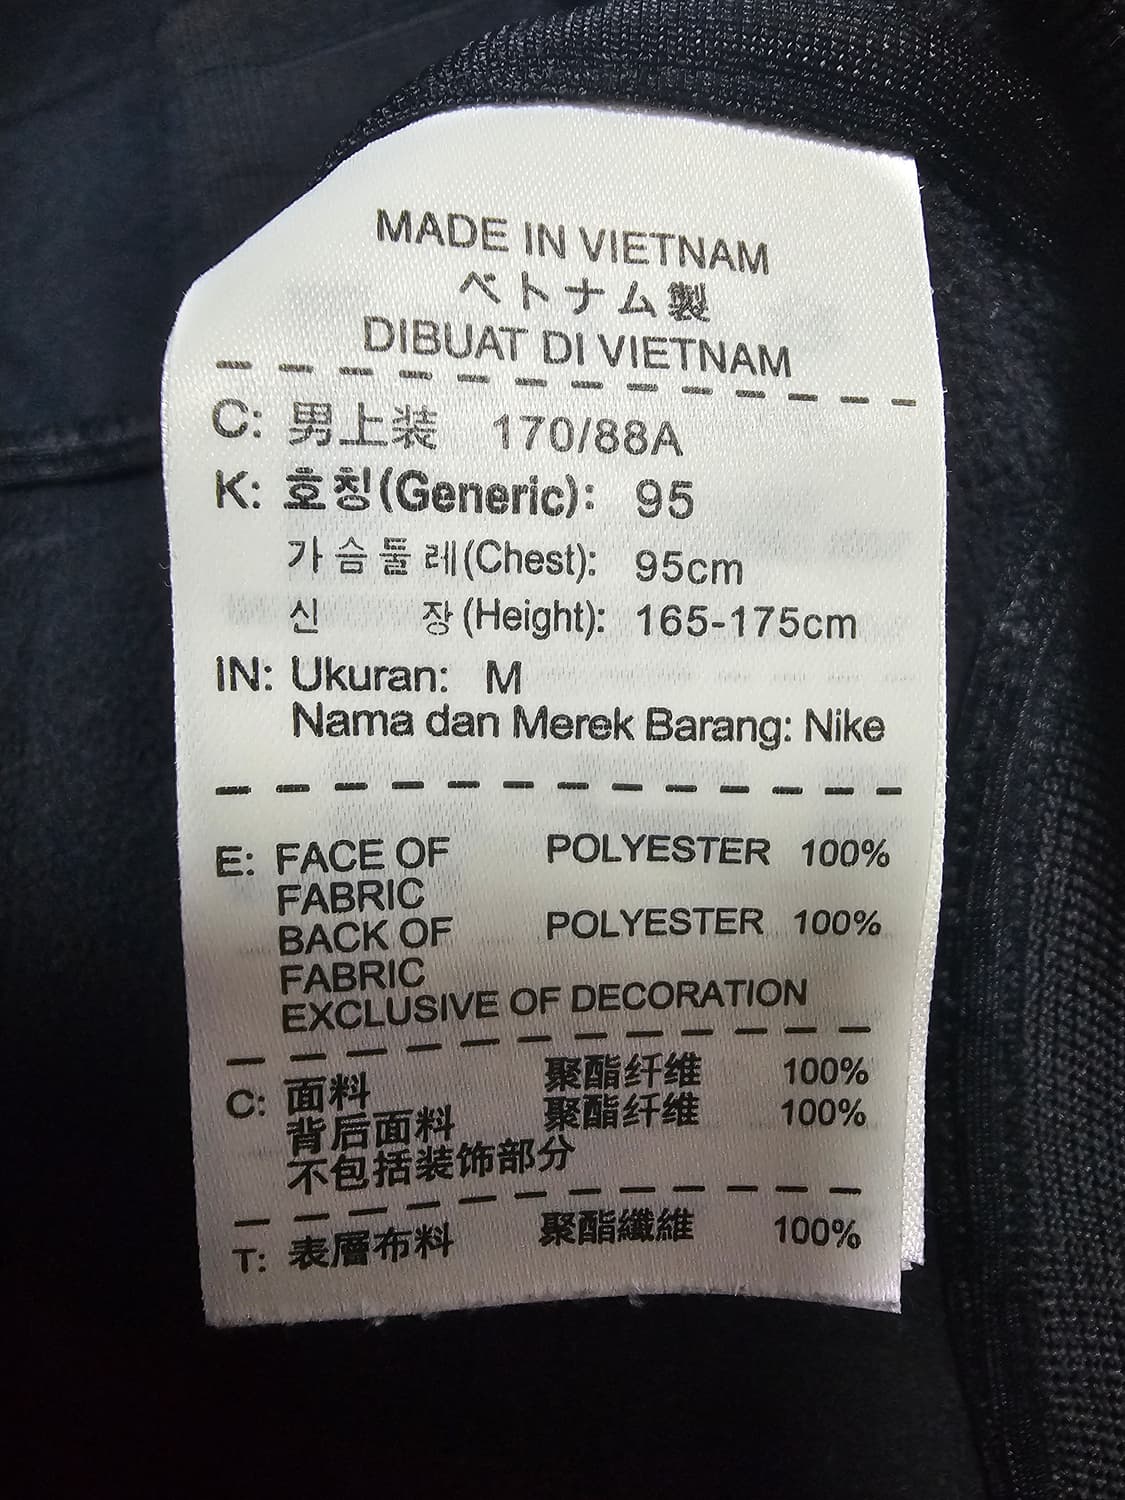 MADE IN VIETNAM
ベトナム製
DIBUAT DI VIETNAM
C: 男上装 170/88A
K: 호칭(Generic): 95
가슴둘레(Chest): 95cm
신 장(Height): 165-175cm
IN: Ukuran: M
Nama dan Merek Barang: Nike
E: FACE OF POLYESTER 100%
FABRIC
BACK OF POLYESTER 100%
FABRIC
EXCLUSIVE OF DECORATION
C: 面料 聚酯纤维 100%
背后面料 聚酯纤维 100%
不包括装饰部分
T: 表層布料 聚酯纖維 100%